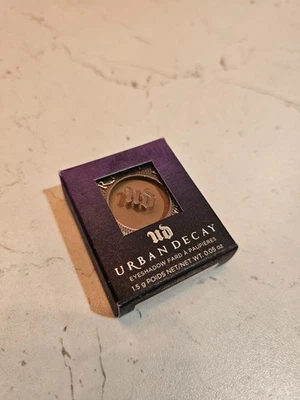 UD
URBAN DECAY
EYESHADOW FARD À PAUPIÈRES
1.5 g POIDS NET/NET WT. 0.05 oz